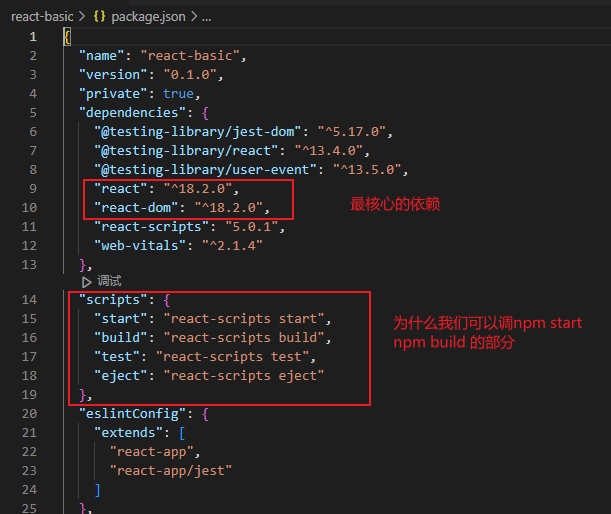 react-basic > {} package.json > ...
1 {
2 "name": "react-basic",
3 "version": "0.1.0",
4 "private": true,
5 "dependencies": {
6 "@testing-library/jest-dom": "^5.17.0",
7 "@testing-library/react": "^13.4.0",
8 "@testing-library/user-event": "^13.5.0",
9 "react": "^18.2.0",
10 "react-dom": "^18.2.0",
最核心的依赖
11 "react-scripts": "5.0.1",
12 "web-vitals": "^2.1.4"
13 },
调试
14 "scripts": {
15 "start": "react-scripts start",
16 "build": "react-scripts build",
17 "test": "react-scripts test",
18 "eject": "react-scripts eject"
19 },
为什么我们可以调npm start
npm build 的部分
20 "eslintConfig": {
21 "extends": [
22 "react-app",
23 "react-app/jest"
24 ]
25 },